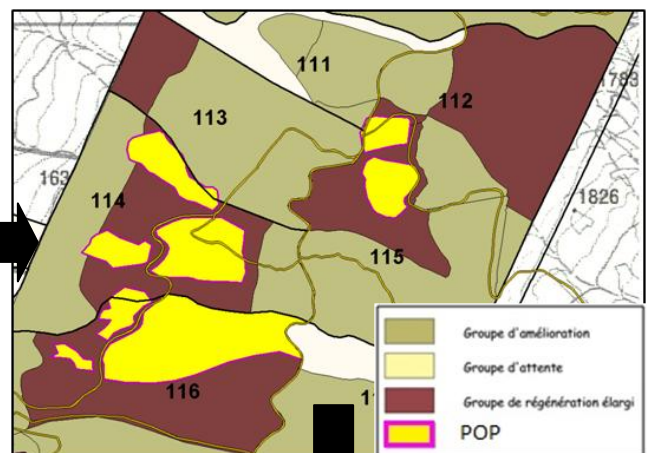 111
1783
112
113
163
1826
114
115
Groupe d'amélioration
Groupe d'attente
Groupe de régénération élargi
116
POP